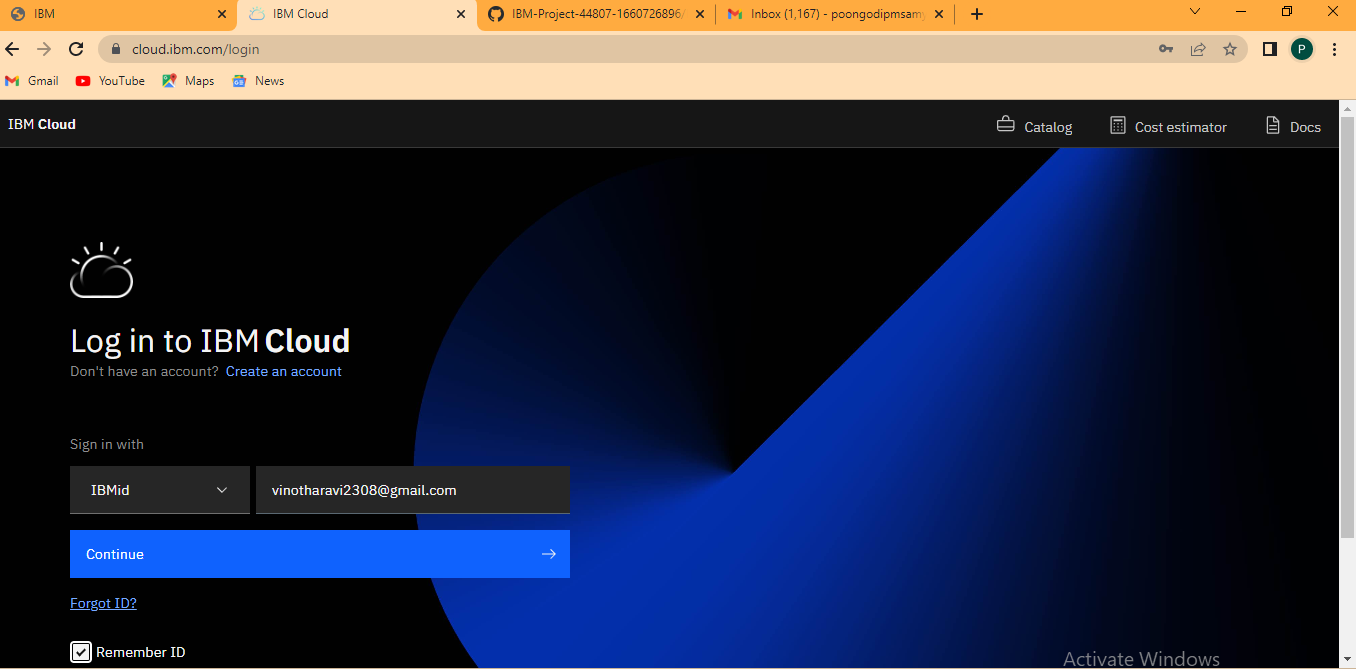 IBM
IBM Cloud
IBM-Project-44807-1660726896/
Inbox (1,167) - poongodipmsam
cloud.ibm.com/login
P
Gmail
YouTube
Maps
News
IBM Cloud
Catalog
Cost estimator
Docs
Log in to IBM Cloud
Don't have an account? Create an account
Sign in with
IBMid
vinotharavi2308@gmail.com
Continue
Forgot ID?
Remember ID
Activate Windows